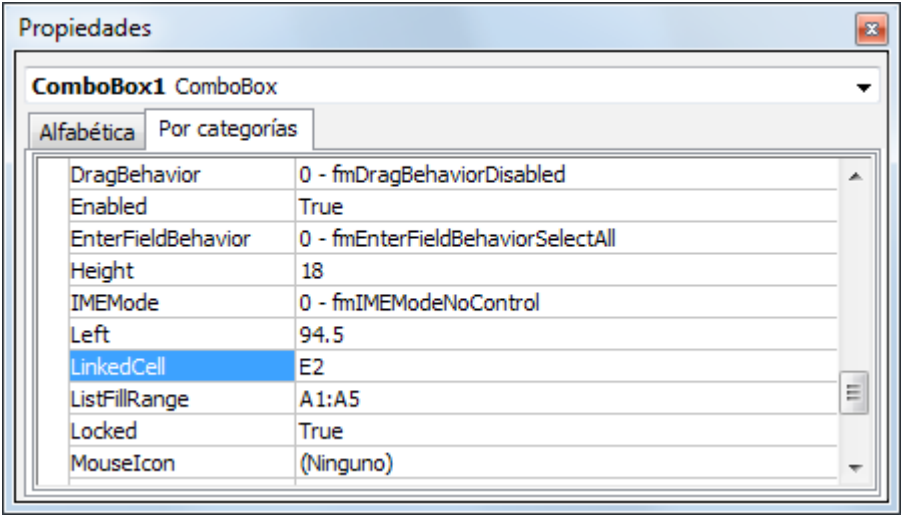 Propiedades
ComboBox1 ComboBox
Alfabética Por categorías
DragBehavior 0 - fmDragBehaviorDisabled
Enabled True
EnterFieldBehavior 0 - fmEnterFieldBehaviorSelectAll
Height 18
IMEMode 0 - fmIMEModeNoControl
Left 94.5
LinkedCell E2
ListFillRange A1:A5
Locked True
MouseIcon (Ninguno)